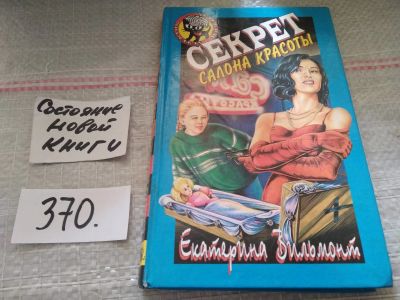 Состояние
новой
книги
370.
СЕКРЕТ
САЛОНА КРАСОТЫ
Екатерина Вильмонт